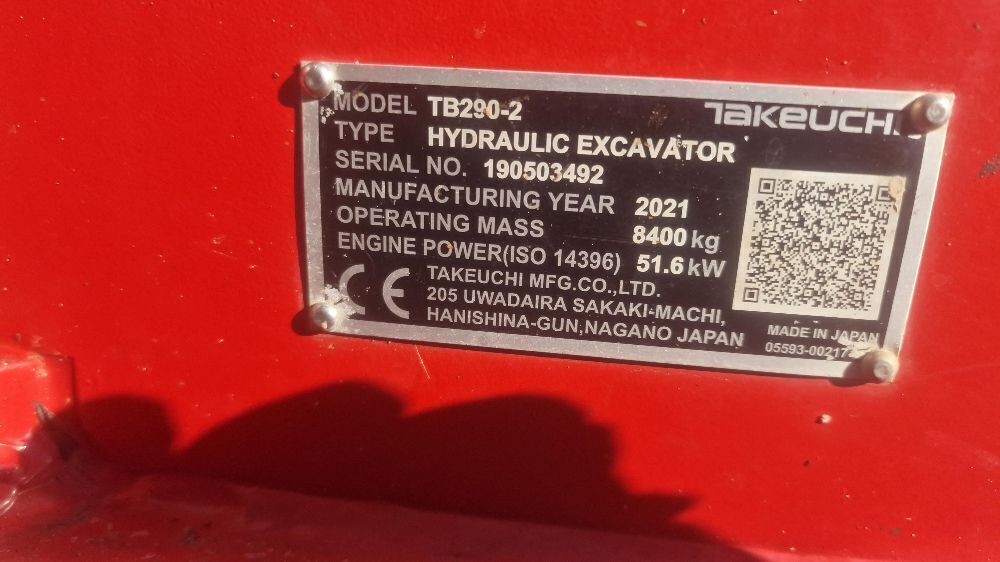 MODEL TB290-2
TAKEUCHI
TYPE HYDRAULIC EXCAVATOR
SERIAL NO. 190503492
MANUFACTURING YEAR 2021
OPERATING MASS 8400 kg
ENGINE POWER(ISO 14396) 51.6 kW
CE
TAKEUCHI MFG.CO.,LTD.
205 UWADAIRA SAKAKI-MACHI,
HANISHINA-GUN,NAGANO JAPAN
MADE IN JAPAN